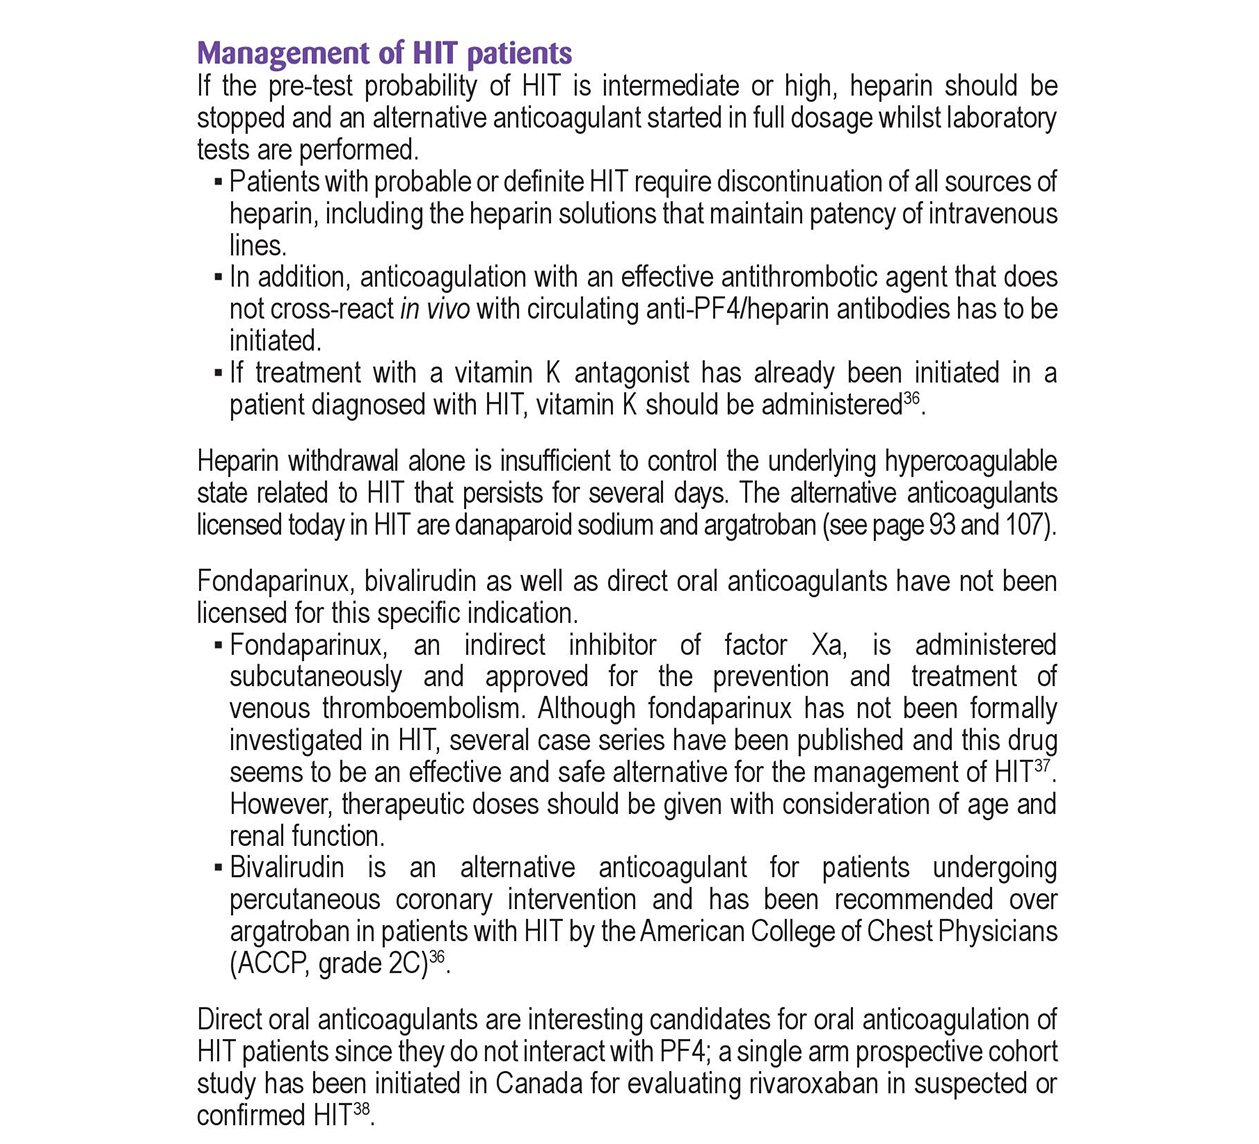 Management of HIT patients
If the pre-test probability of HIT is intermediate or high, heparin should be
stopped and an alternative anticoagulant started in full dosage whilst laboratory
tests are performed.
▪ Patients with probable or definite HIT require discontinuation of all sources of
heparin, including the heparin solutions that maintain patency of intravenous
lines.
▪ In addition, anticoagulation with an effective antithrombotic agent that does
not cross-react in vivo with circulating anti-PF4/heparin antibodies has to be
initiated.
▪ If treatment with a vitamin K antagonist has already been initiated in a
patient diagnosed with HIT, vitamin K should be administered³⁶.
Heparin withdrawal alone is insufficient to control the underlying hypercoagulable
state related to HIT that persists for several days. The alternative anticoagulants
licensed today in HIT are danaparoid sodium and argatroban (see page 93 and 107).
Fondaparinux, bivalirudin as well as direct oral anticoagulants have not been
licensed for this specific indication.
▪ Fondaparinux, an indirect inhibitor of factor Xa, is administered
subcutaneously and approved for the prevention and treatment of
venous thromboembolism. Although fondaparinux has not been formally
investigated in HIT, several case series have been published and this drug
seems to be an effective and safe alternative for the management of HIT³⁷.
However, therapeutic doses should be given with consideration of age and
renal function.
▪ Bivalirudin is an alternative anticoagulant for patients undergoing
percutaneous coronary intervention and has been recommended over
argatroban in patients with HIT by the American College of Chest Physicians
(ACCP, grade 2C)³⁶.
Direct oral anticoagulants are interesting candidates for oral anticoagulation of
HIT patients since they do not interact with PF4; a single arm prospective cohort
study has been initiated in Canada for evaluating rivaroxaban in suspected or
confirmed HIT³⁸.